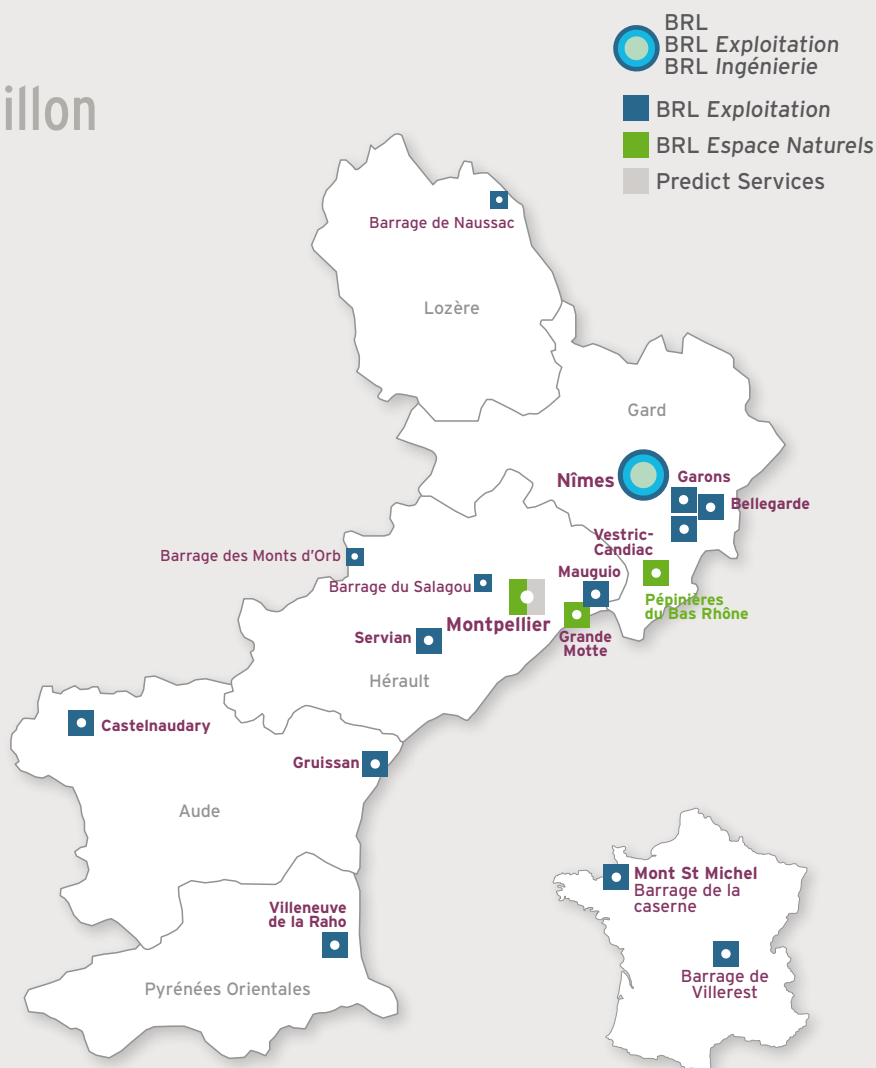 illon
BRL
BRL Exploitation
BRL Ingénierie
BRL Exploitation
BRL Espace Naturels
Predict Services
Barrage de Naussac
Lozère
Gard
Nîmes
Garons
Bellegarde
Vestric-
Candiac
Barrage des Monts d'Orb
Mauguio
Barrage du Salagou
Pépinières
du Bas Rhône
Montpellier
Grande
Motte
Servian
Hérault
Castelnaudary
Gruissan
Aude
Mont St Michel
Barrage de la
caserne
Villeneuve
de la Raho
Barrage de
Villerest
Pyrénées Orientales